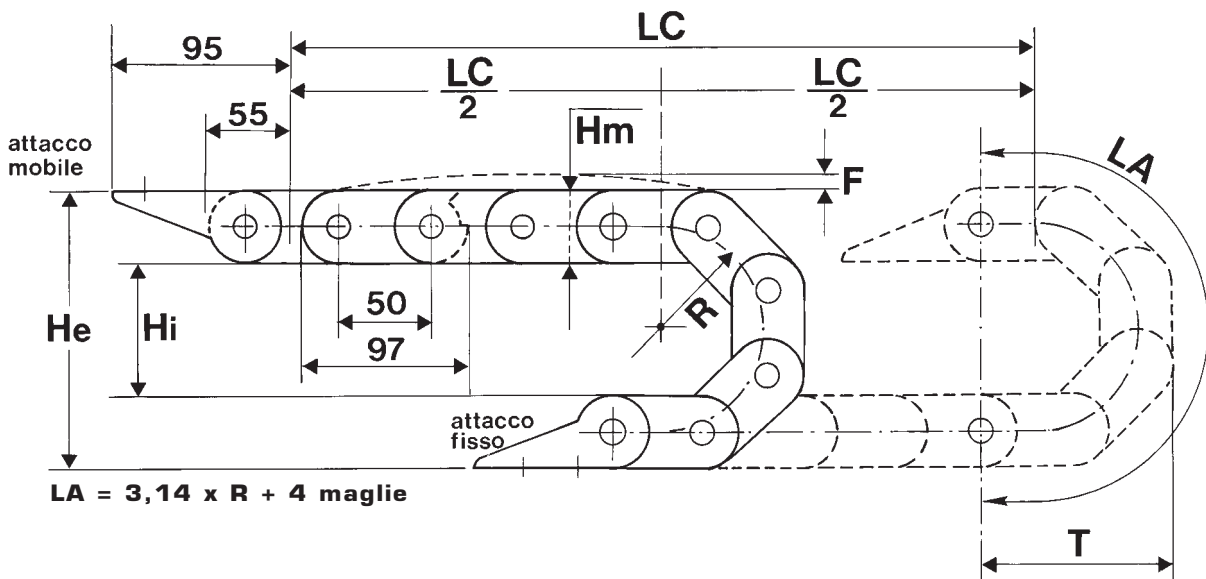 LC
95
LC
2
LC
2
55
Hm
attacco
mobile
F
LA
He
Hi
50
R
97
attacco
fisso
LA = 3,14 x R + 4 maglie
T